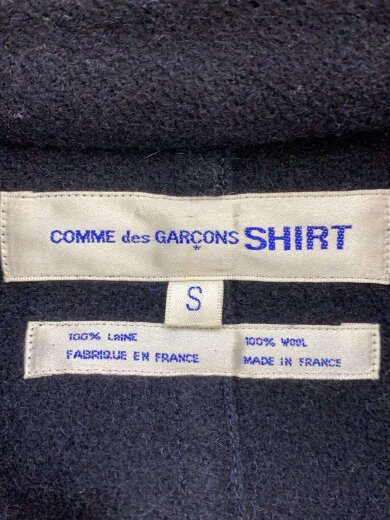 COMME des GARÇONS SHIRT
*
S
100% LAINE
FABRIQUE EN FRANCE
100% WOOL
MADE IN FRANCE